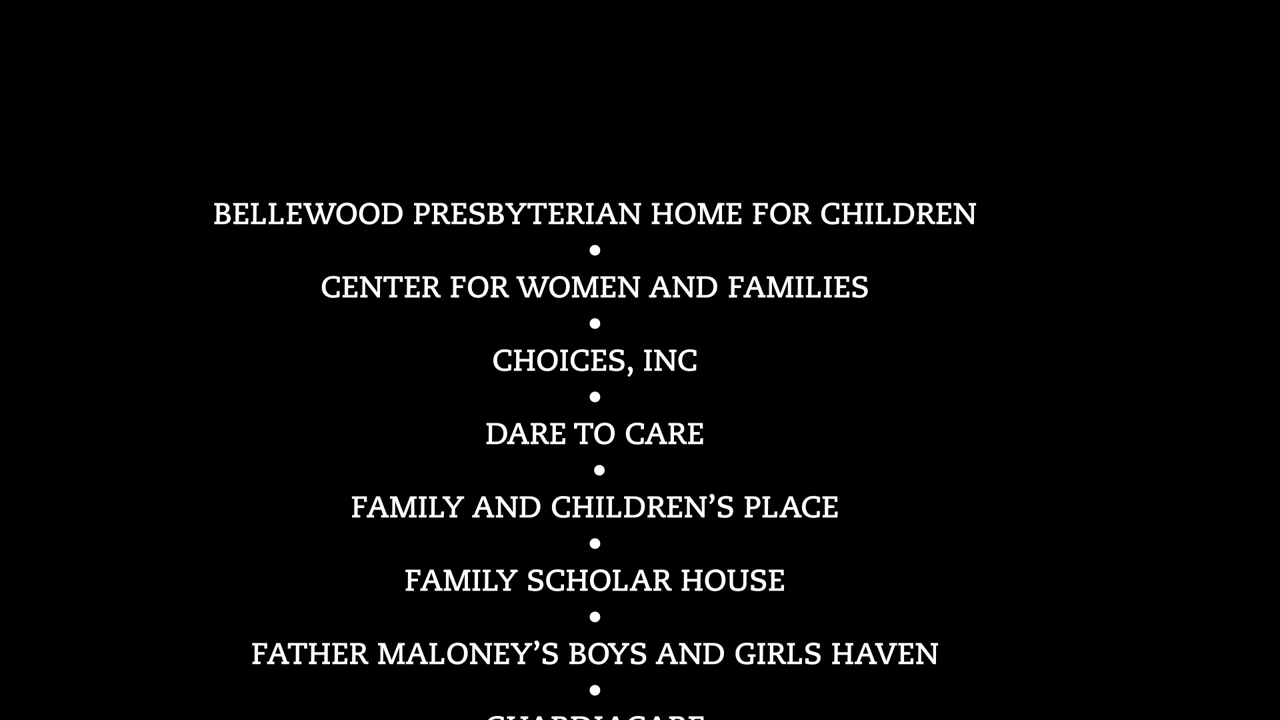 BELLEWOOD PRESBYTERIAN HOME FOR CHILDREN
•
CENTER FOR WOMEN AND FAMILIES
•
CHOICES, INC
•
DARE TO CARE
•
FAMILY AND CHILDREN’S PLACE
•
FAMILY SCHOLAR HOUSE
•
FATHER MALONEY’S BOYS AND GIRLS HAVEN
•